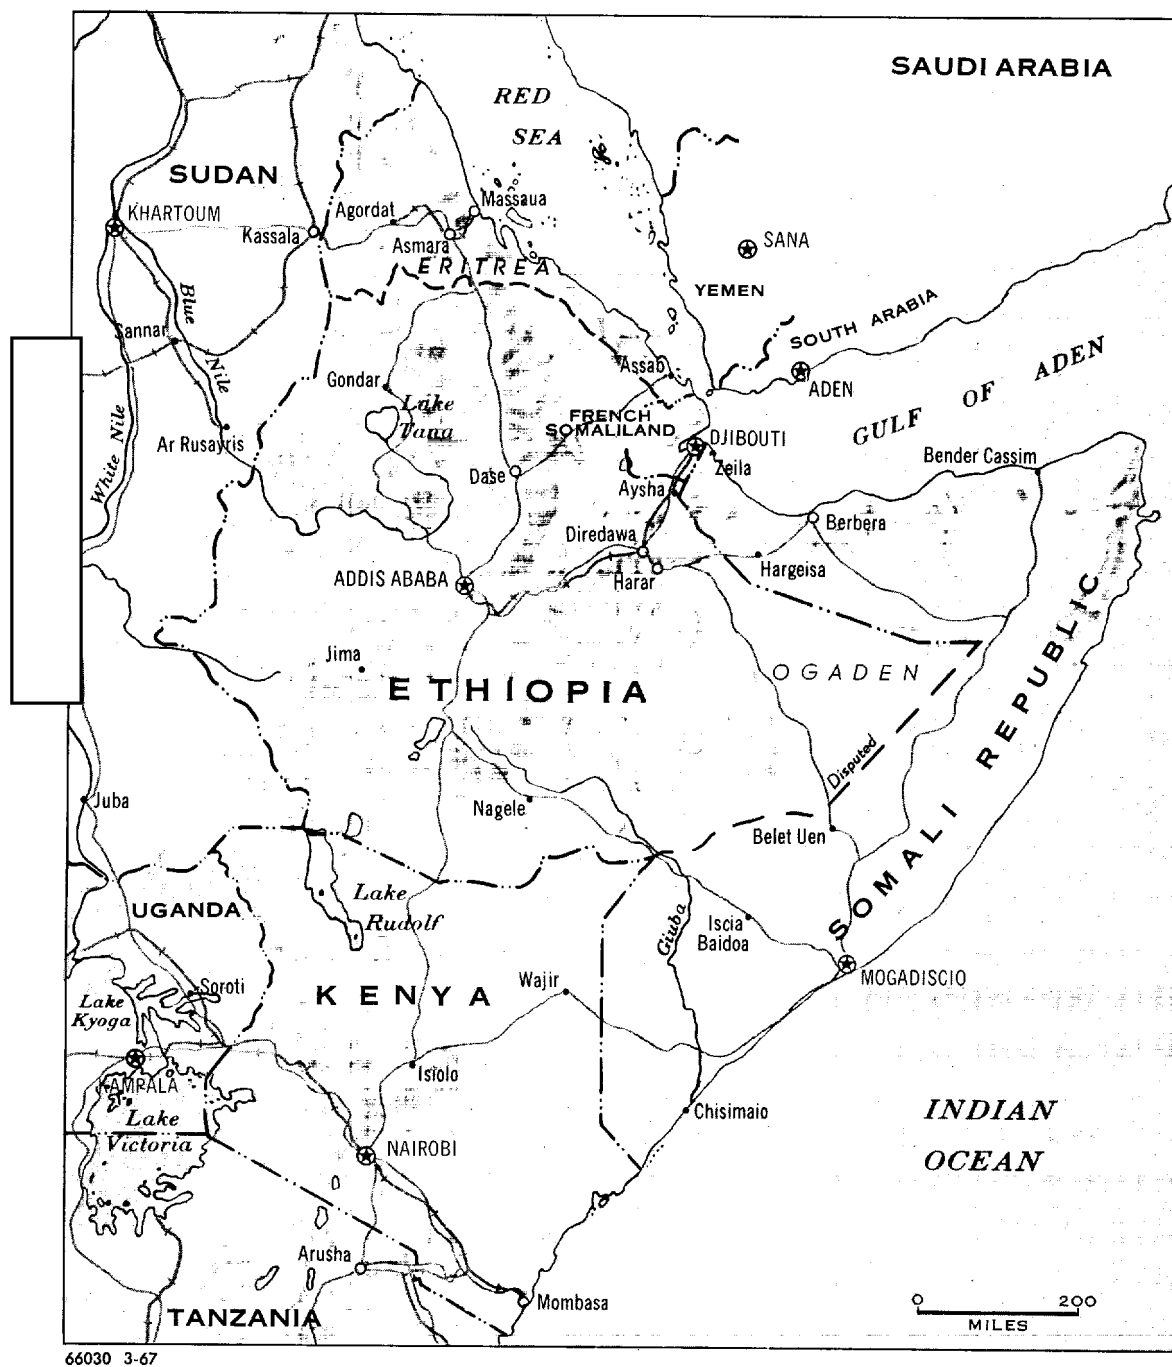 SAUDI ARABIA
RED
SEA
SUDAN
KHARTOUM
Kassala
Agordat
Massaua
Asmara
ERITREA
SANA
YEMEN
SOUTH ARABIA
ADEN
GULF OF ADEN
Blue
Nile
Sannar
White Nile
Ar Rusayris
Gondar
Lake
Tana
Assab
FRENCH
SOMALILAND
DJIBOUTI
Zeila
Dase
Aysha
Bender Cassim
Diredawa
Berbera
Harar
Hargeisa
ADDIS ABABA
Jima
ETHIOPIA
OGADEN
SOMALI REPUBLIC
Disputed
Nagele
Belet Uen
Juba
UGANDA
Lake
Rudolf
Giuba
Iscia
Baidoa
MOGADISCIO
Soroti
Lake
Kyoga
KENYA
Wajir
KAMPALA
Isiolo
Chisimaio
Lake
Victoria
NAIROBI
INDIAN
OCEAN
Arusha
Mombasa
TANZANIA
0 200
MILES
66030 3-67